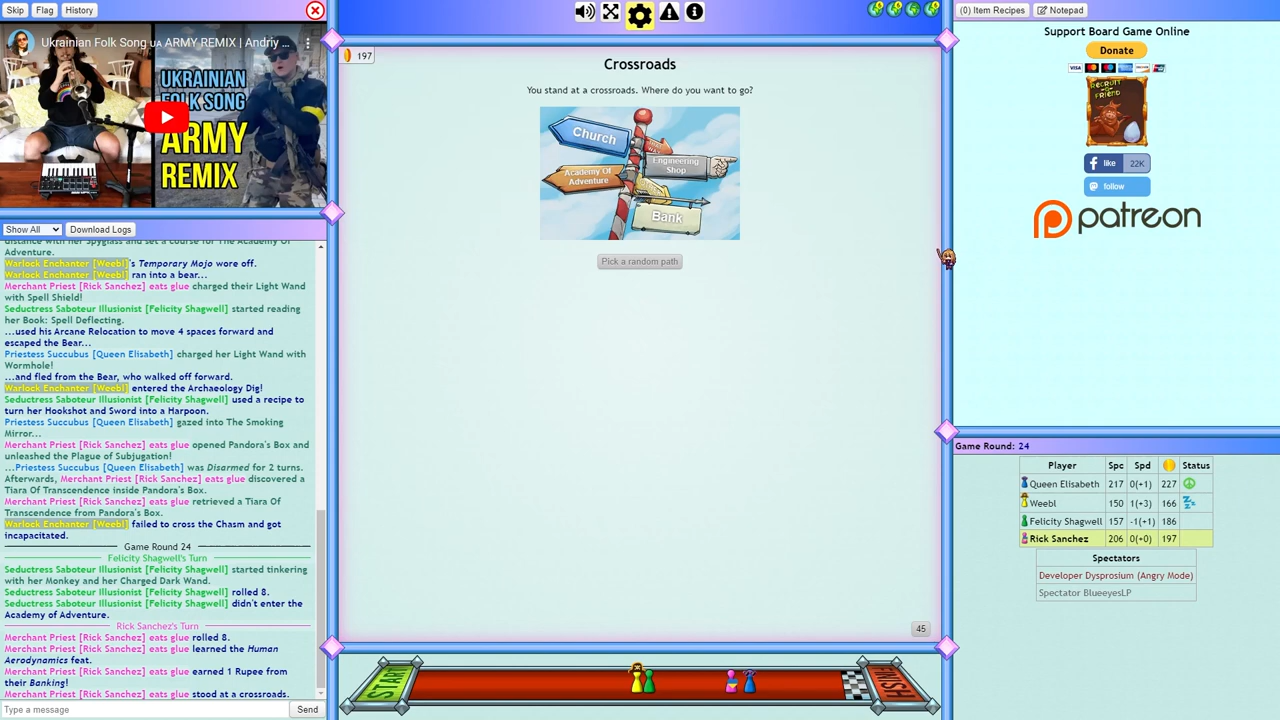 Skip Flag History
Ukrainian Folk Song UA ARMY REMIX | Andriy ...
UKRAINIAN
FOLK SONG
ARMY
REMIX
Show All Download Logs
distance with her Spyglass and set a course for The Academy Of
Adventure.
Warlock Enchanter [Weebl]'s Temporary Mojo wore off.
Warlock Enchanter [Weebl] ran into a bear...
Merchant Priest [Rick Sanchez] eats glue charged their Light Wand
with Spell Shield!
Seductress Saboteur Illusionist [Felicity Shagwell] started reading
her Book: Spell Deflecting.
...used his Arcane Relocation to move 4 spaces forward and
escaped the Bear...
Priestess Succubus [Queen Elisabeth] charged her Light Wand with
Wormhole!
...and fled from the Bear, who walked off forward.
Warlock Enchanter [Weebl] entered the Archaeology Dig!
Seductress Saboteur Illusionist [Felicity Shagwell] used a recipe to
turn her Hookshot and Sword into a Harpoon.
Priestess Succubus [Queen Elisabeth] gazed into The Smoking
Mirror...
Merchant Priest [Rick Sanchez] eats glue opened Pandora's Box and
unleashed the Plague of Subjugation!
...Priestess Succubus [Queen Elisabeth] was Disarmed for 2 turns.
Afterwards, Merchant Priest [Rick Sanchez] eats glue discovered a
Tiara Of Transcendence inside Pandora's Box.
Merchant Priest [Rick Sanchez] eats glue retrieved a Tiara Of
Transcendence from Pandora's Box.
Warlock Enchanter [Weebl] failed to cross the Chasm and got
incapacitated.
Game Round 24
Felicity Shagwell's Turn
Seductress Saboteur Illusionist [Felicity Shagwell] started tinkering
with her Monkey and her Charged Dark Wand.
Seductress Saboteur Illusionist [Felicity Shagwell] rolled 8.
Seductress Saboteur Illusionist [Felicity Shagwell] didn't enter the
Academy of Adventure.
Rick Sanchez's Turn
Merchant Priest [Rick Sanchez] eats glue rolled 8.
Merchant Priest [Rick Sanchez] eats glue learned the Human
Aerodynamics feat.
Merchant Priest [Rick Sanchez] eats glue earned 1 Rupee from
their Banking!
Merchant Priest [Rick Sanchez] eats glue stood at a crossroads.
Type a message Send
197
Crossroads
You stand at a crossroads. Where do you want to go?
Church
Engineering
Shop
Academy Of
Adventure
Bank
Pick a random path
45
START
FINISH
(0) Item Recipes Notepad
Support Board Game Online
Donate
VISA
RECRUIT
A
FRIEND
like 22K
follow
patreon
Game Round: 24
Player Spc Spd Status
Queen Elisabeth 217 0(+1) 227
Weebl 150 1(+3) 166
Felicity Shagwell 157 -1(+1) 186
Rick Sanchez 206 0(+0) 197
Spectators
Developer Dysprosium (Angry Mode)
Spectator BlueeyesLP